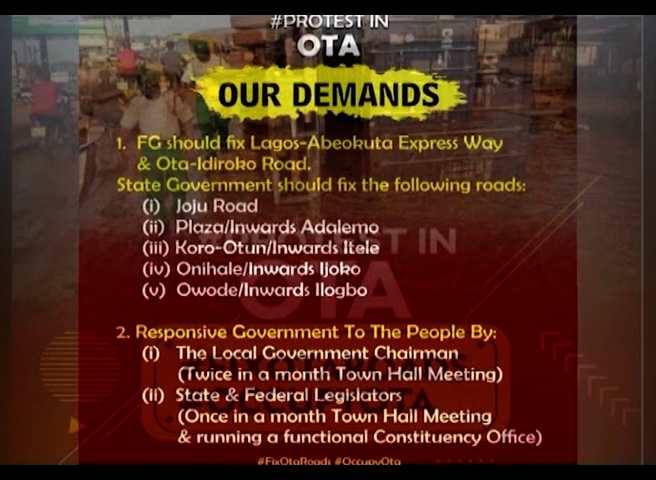 #PROTEST IN
OTA
OUR DEMANDS
1. FG should fix Lagos-Abeokuta Express Way
& Ota-Idiroko Road.
State Government should fix the following roads:
(i) Joju Road
(ii) Plaza/Inwards Adalemo
(iii) Koro-Otun/Inwards Itele
(iv) Onihale/Inwards Ijoko
(v) Owode/Inwards Ilogbo
2. Responsive Government To The People By:
(i) The Local Government Chairman
(Twice in a month Town Hall Meeting)
(ii) State & Federal Legislators
(Once in a month Town Hall Meeting
& running a functional Constituency Office)
#FixOtaRoads #OccupyOta